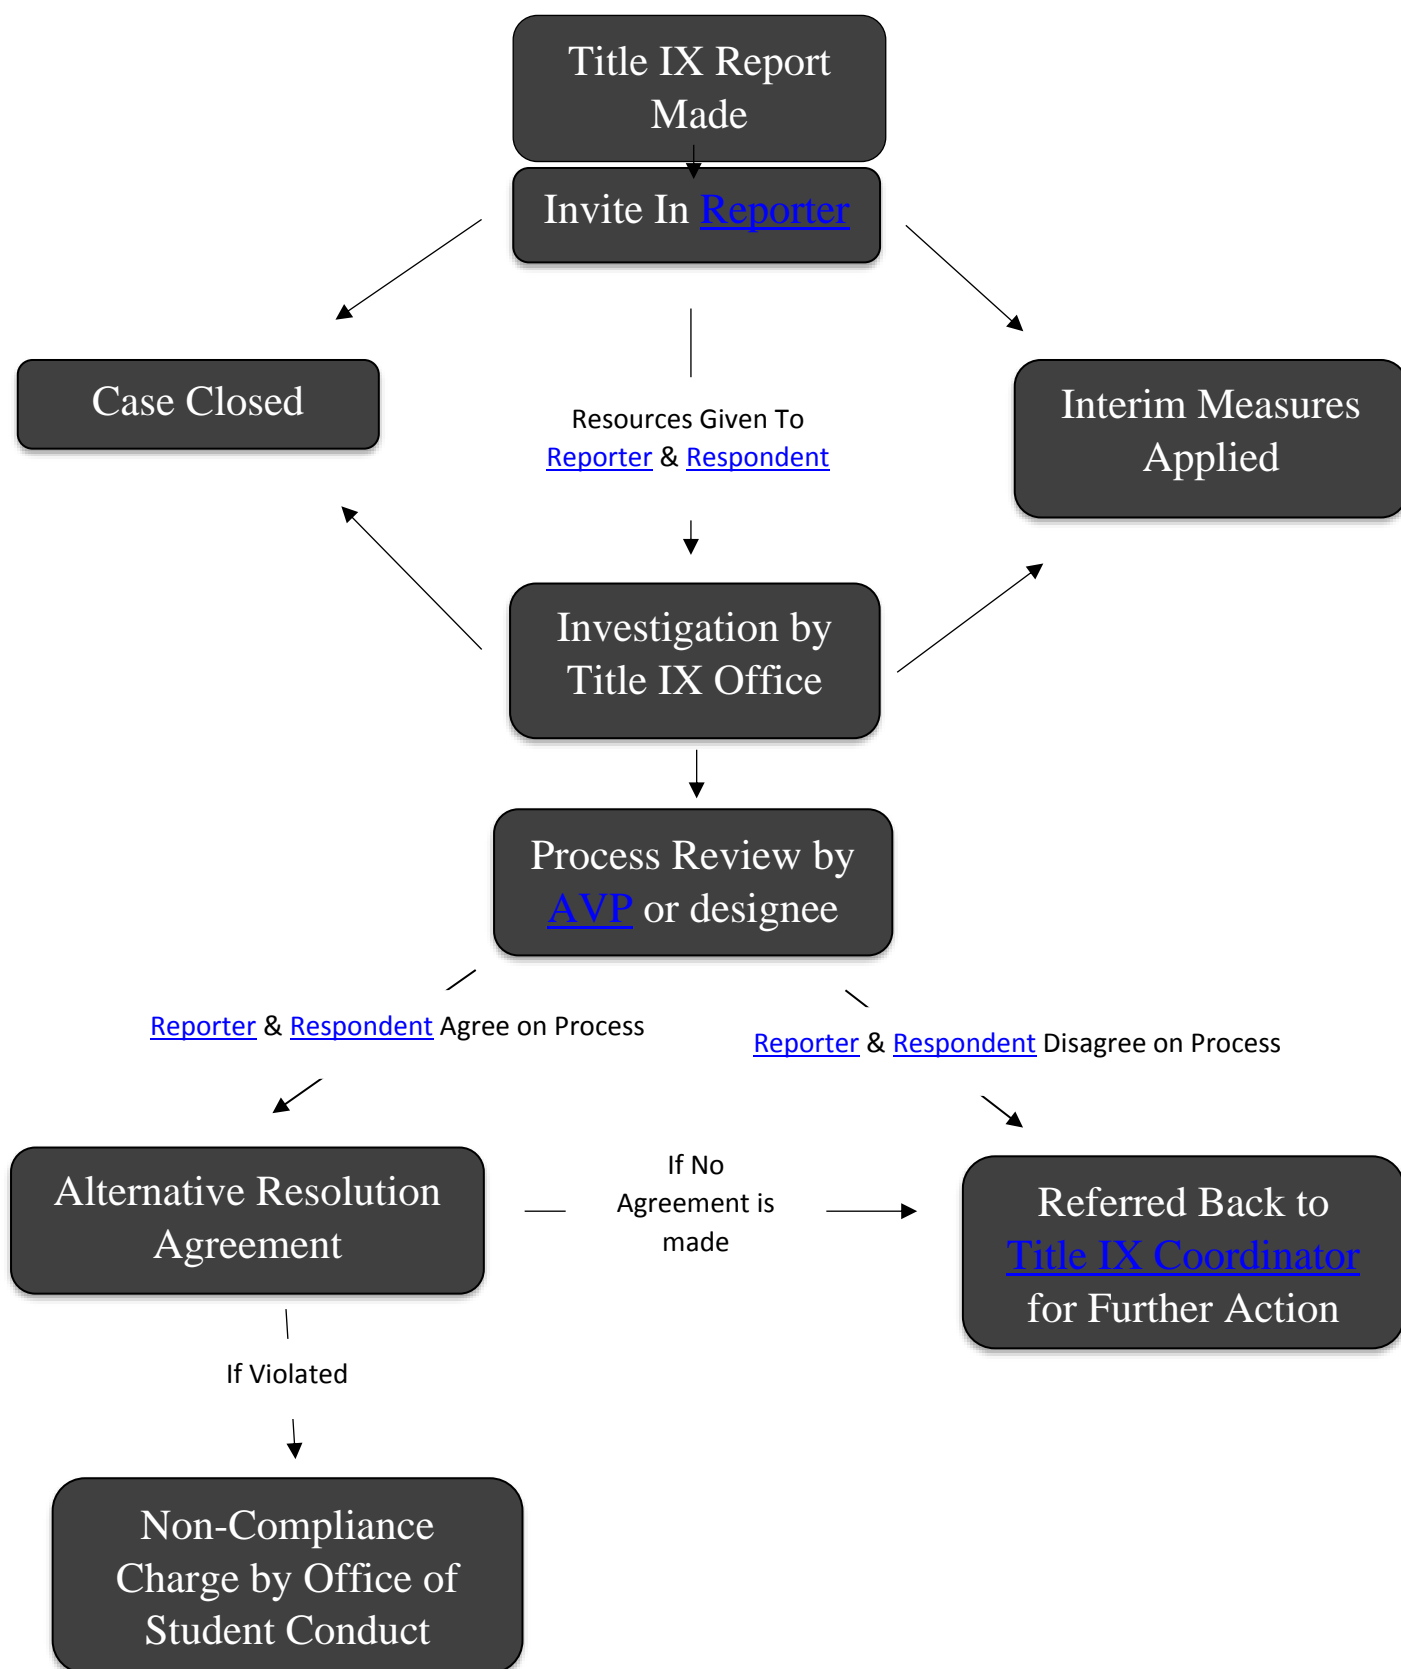 Title IX Report
Made
Invite In Reporter
Case Closed
Resources Given To
Reporter & Respondent
Interim Measures
Applied
Investigation by
Title IX Office
Process Review by
AVP or designee
Reporter & Respondent Agree on Process
Reporter & Respondent Disagree on Process
Alternative Resolution
Agreement
If No
Agreement is
made
Referred Back to
Title IX Coordinator
for Further Action
If Violated
Non-Compliance
Charge by Office of
Student Conduct